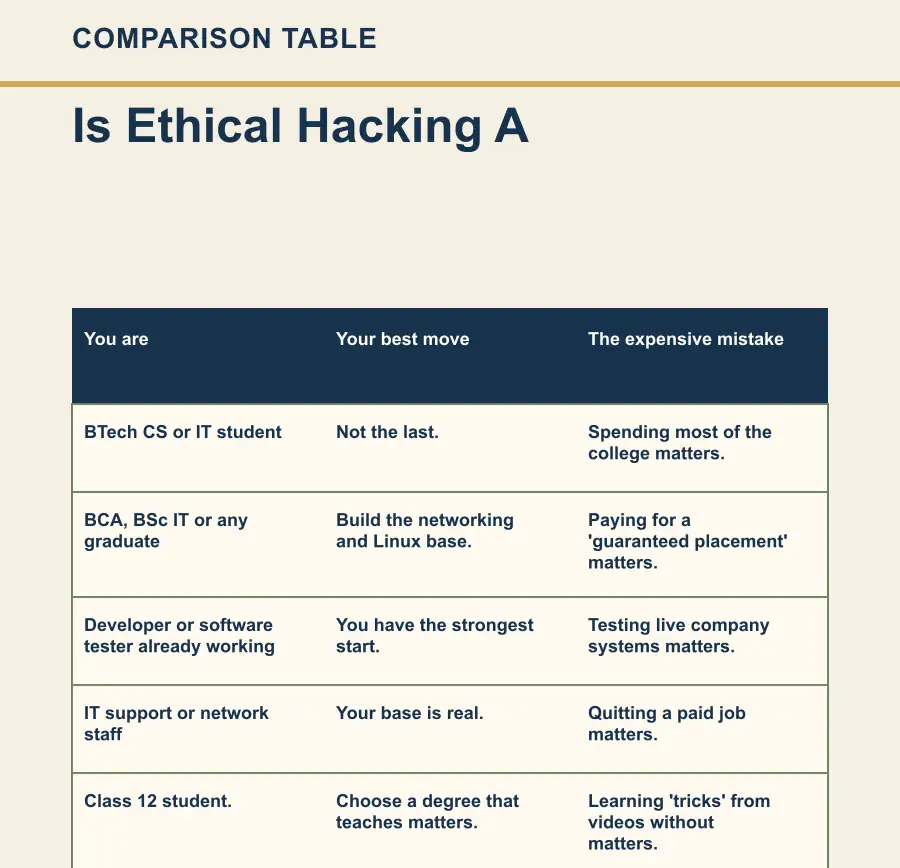 COMPARISON TABLE
Is Ethical Hacking A
You are
Your best move
The expensive mistake
BTech CS or IT student
Not the last.
Spending most of the
college matters.
BCA, BSc IT or any
graduate
Build the networking
and Linux base.
Paying for a
'guaranteed placement'
matters.
Developer or software
tester already working
You have the strongest
start.
Testing live company
systems matters.
IT support or network
staff
Your base is real.
Quitting a paid job
matters.
Class 12 student.
Choose a degree that
teaches matters.
Learning 'tricks' from
videos without
matters.